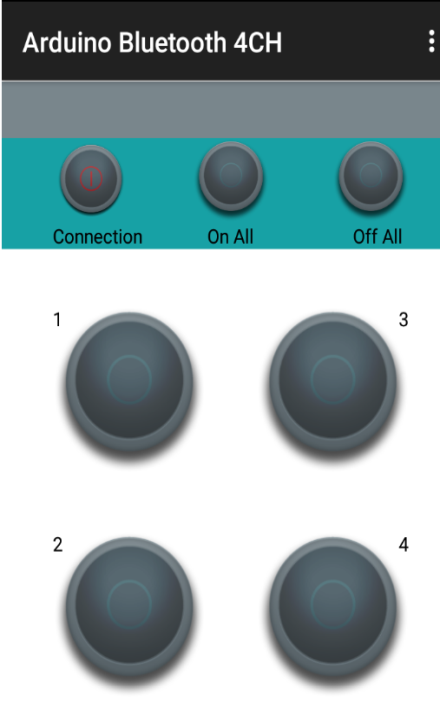 Arduino Bluetooth 4CH
Connection On All Off All
1 3
2 4